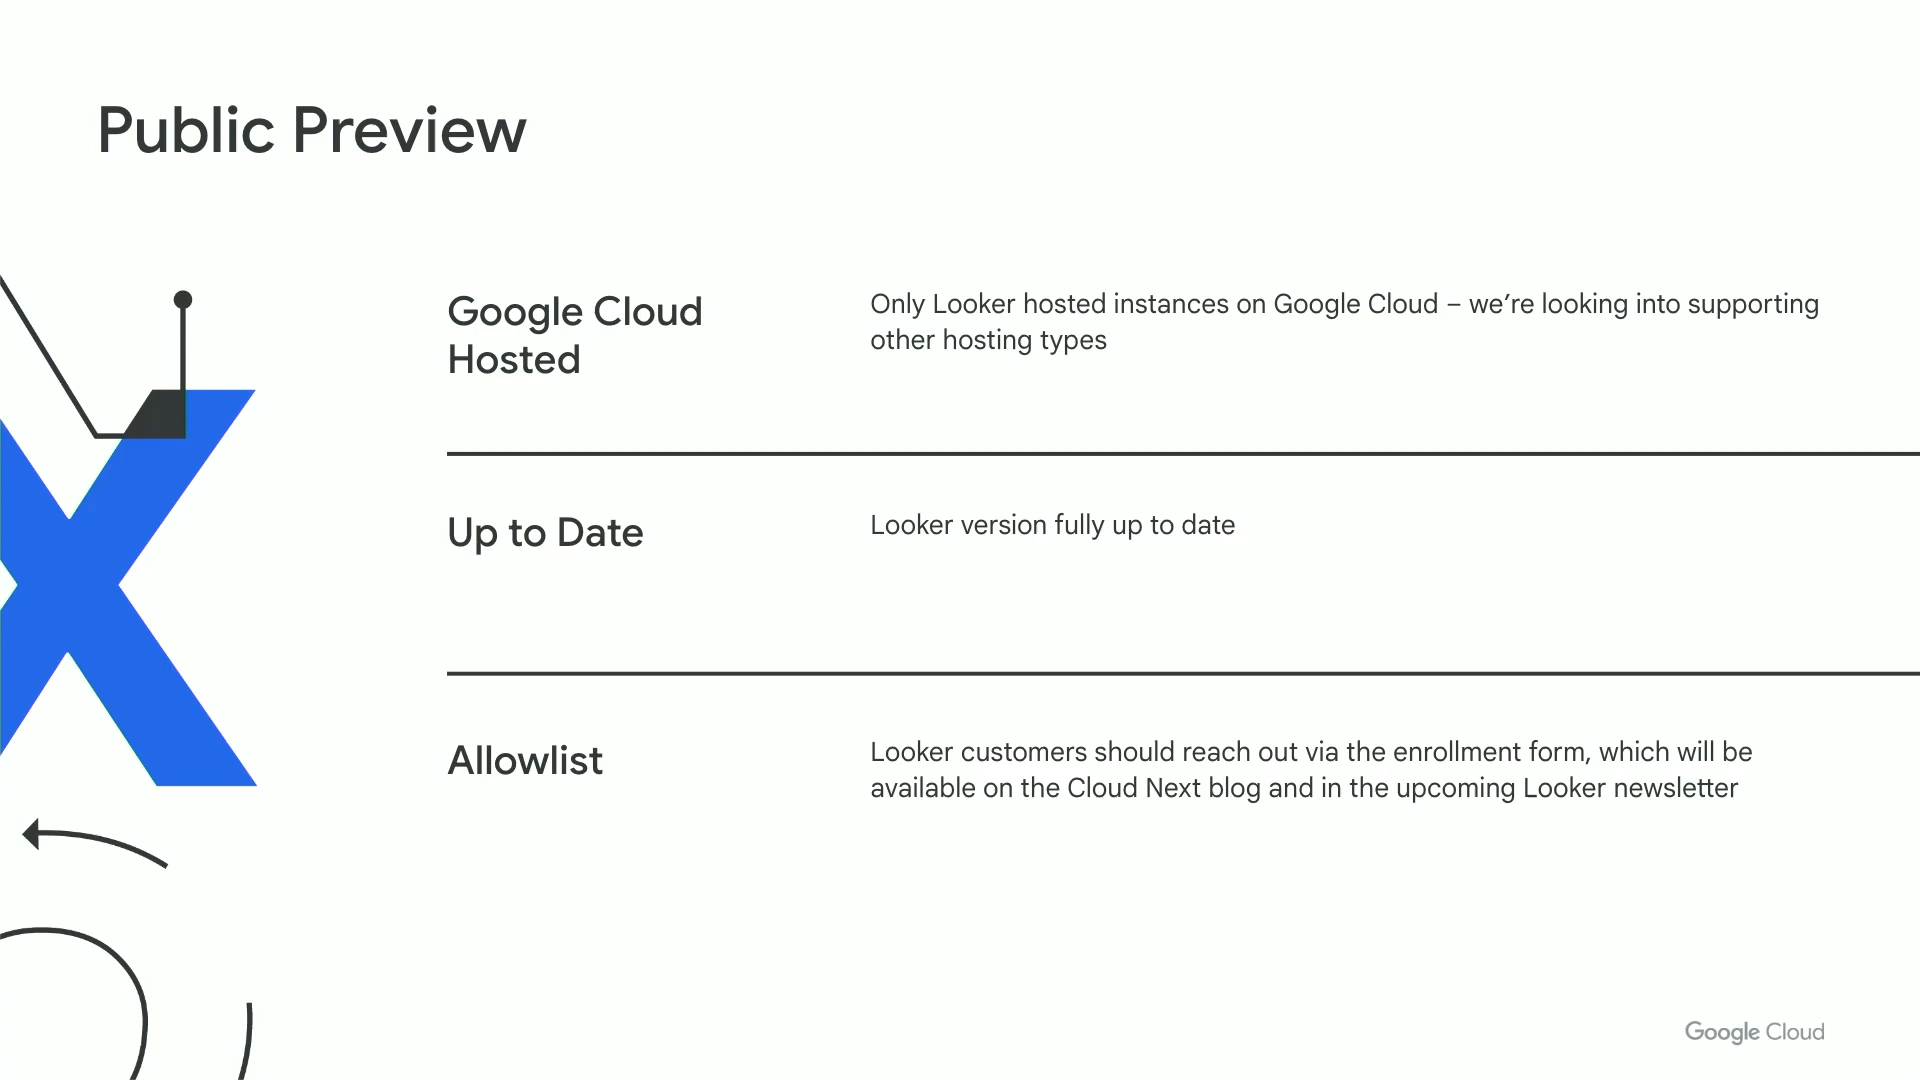 Public Preview
Google Cloud
Hosted
Only Looker hosted instances on Google Cloud – we’re looking into supporting
other hosting types
Up to Date
Looker version fully up to date
Allowlist
Looker customers should reach out via the enrollment form, which will be
available on the Cloud Next blog and in the upcoming Looker newsletter
Google Cloud